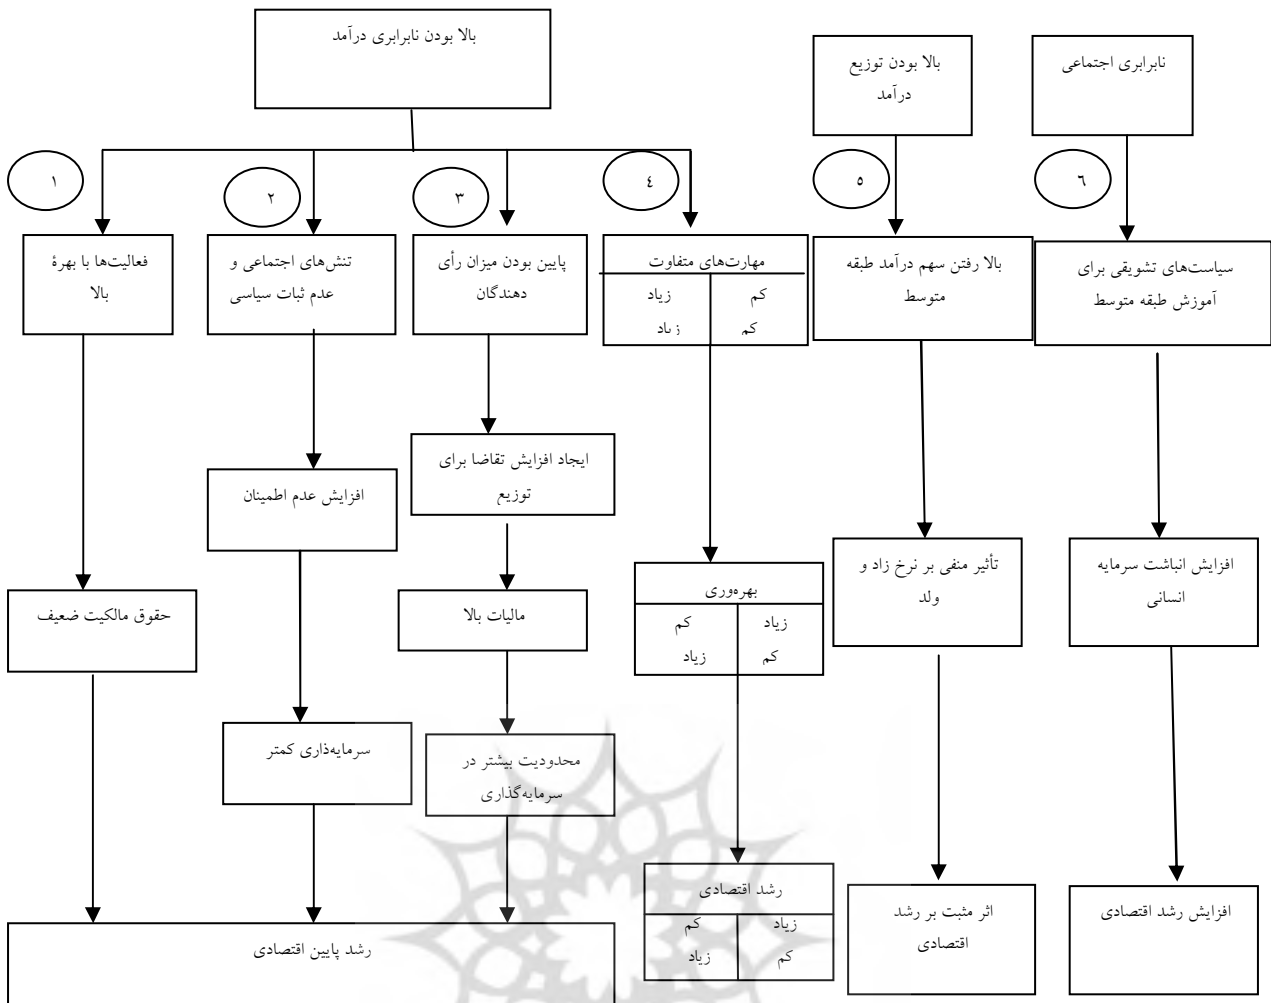 بالا بودن نابرابری درآمد
بالا بودن توزیع
درآمد
نابرابری اجتماعی
۱
۲
۳
٤
٥
٦
فعالیت‌ها با بهرۀ
بالا
تنش‌های اجتماعی و
عدم ثبات سیاسی
پایین بودن میزان رأی
دهندگان
مهارت‌های متفاوت
کم زیاد
کم زیاد
بالا رفتن سهم درآمد طبقه
متوسط
سیاست‌های تشویقی برای
آموزش طبقه متوسط
ایجاد افزایش تقاضا برای
توزیع
افزایش عدم اطمینان
حقوق مالکیت ضعیف
مالیات بالا
بهره‌وری
زیاد کم
کم زیاد
تأثیر منفی بر نرخ زاد و
ولد
افزایش انباشت سرمایه
انسانی
سرمایه‌ذاری کمتر
محدودیت بیشتر در
سرمایه‌گذاری
رشد اقتصادی
زیاد کم
کم زیاد
اثر مثبت بر رشد
اقتصادی
افزایش رشد اقتصادی
رشد پایین اقتصادی